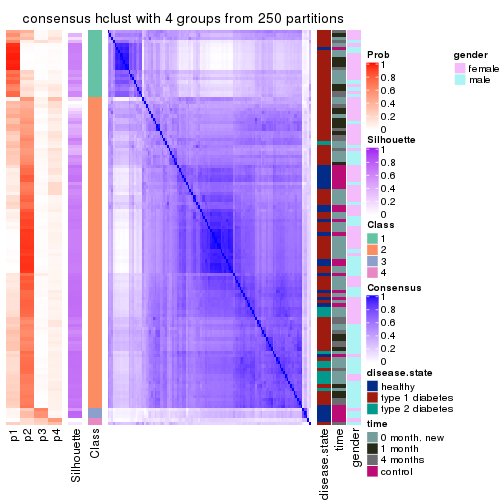 consensus hclust with 4 groups from 250 partitions
Prob
1
0.8
0.6
0.4
0.2
0
Silhouette
1
0.8
0.6
0.4
0.2
0
Class
1
2
3
4
Consensus
1
0.8
0.6
0.4
0.2
0
disease.state
healthy
type 1 diabetes
type 2 diabetes
time
0 month. new
1 month
4 months
control
gender
female
male
p1
p2
p3
p4
Silhouette
Class
disease.state
time
gender